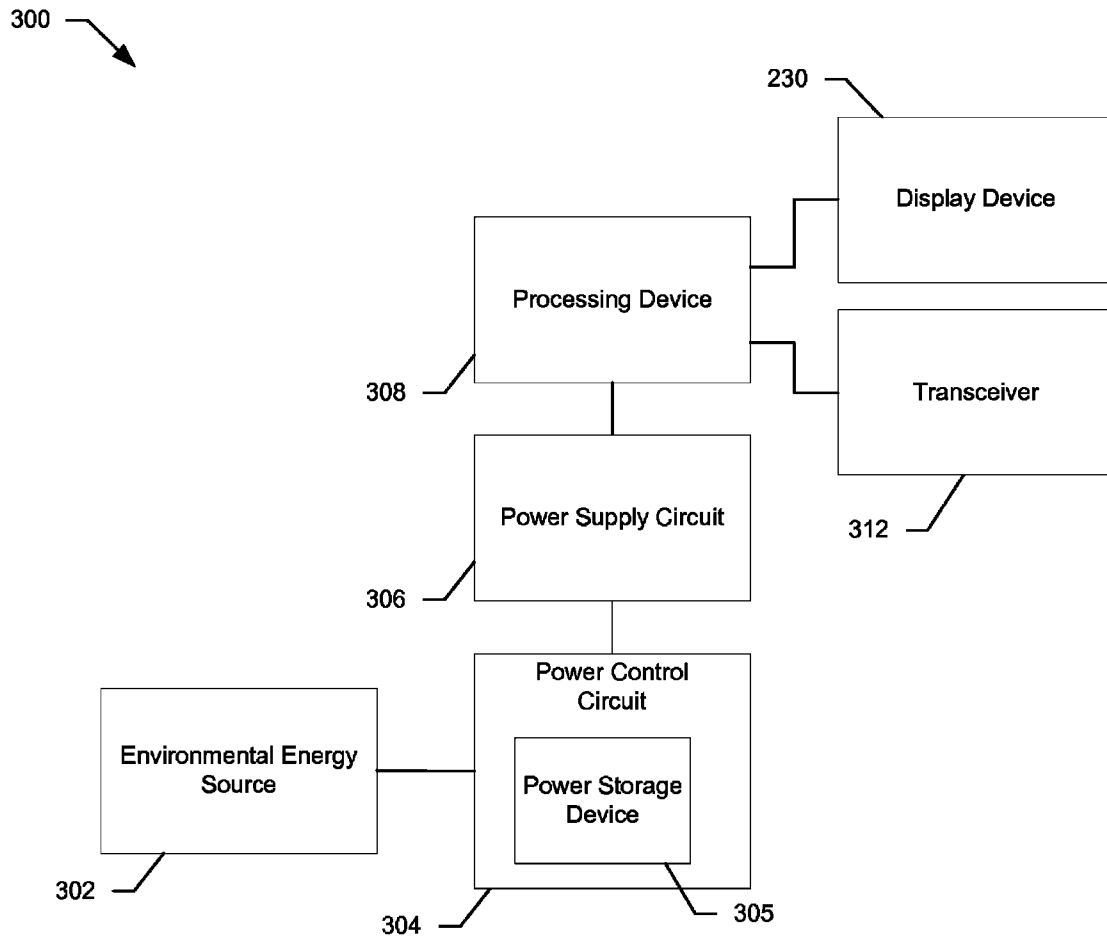 300
230
Display Device
Processing Device
308
Transceiver
312
Power Supply Circuit
306
Power Control
Circuit
Environmental Energy
Source
302
Power Storage
Device
304
305